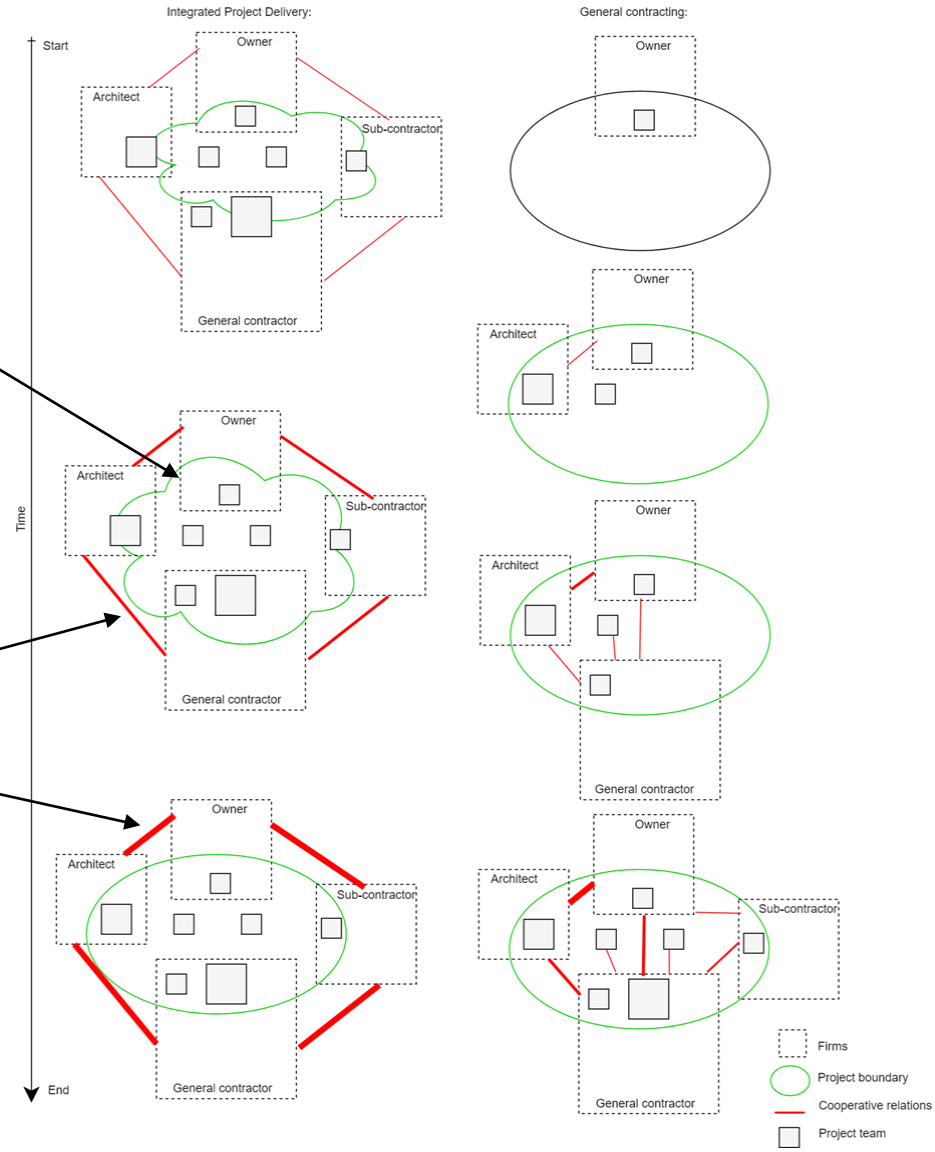 Integrated Project Delivery:
General contracting:
Start
Owner
Architect
Sub-contractor
General contractor
Owner
Owner
Architect
Time
Owner
Architect
Sub-contractor
General contractor
Owner
Architect
General contractor
Owner
Architect
Sub-contractor
General contractor
End
Owner
Architect
Sub-contractor
General contractor
Firms
Project boundary
Cooperative relations
Project team